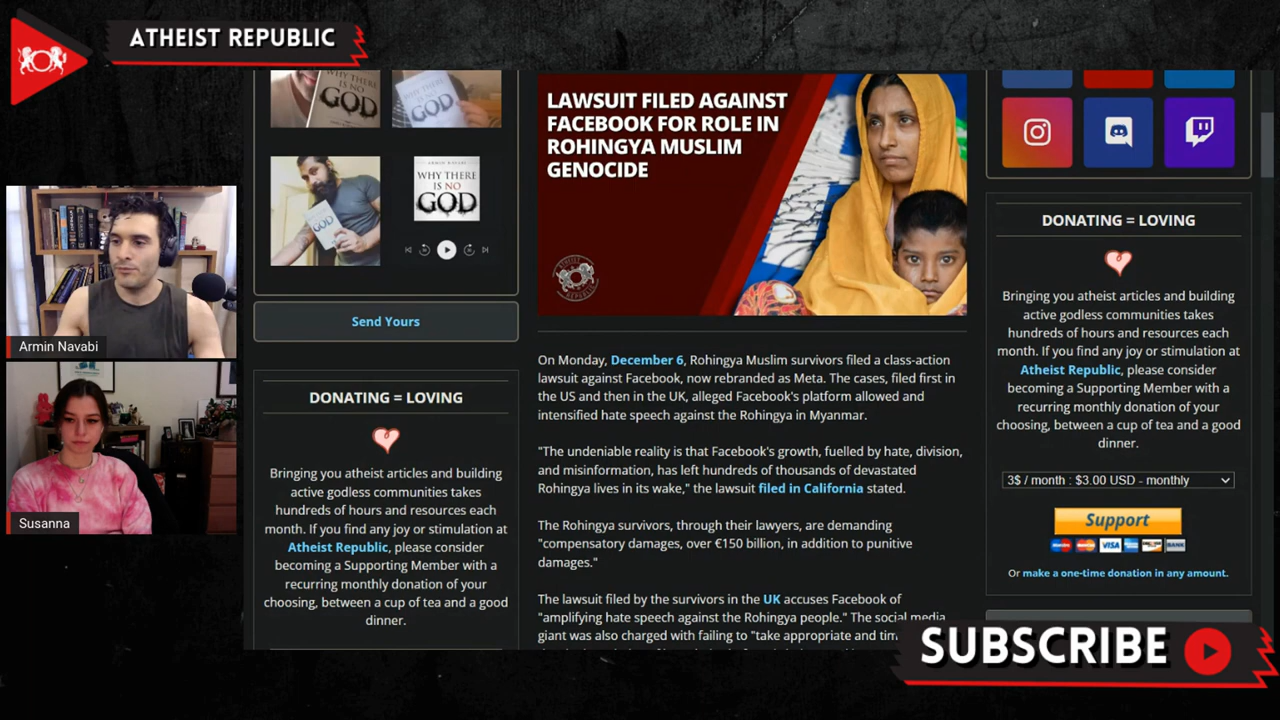 ATHEIST REPUBLIC
WHY THERE
IS NO
GOD
GOD
GOD
ARMIN NAVABI
WHY THERE
IS NO
GOD
Send Yours
DONATING = LOVING
Bringing you atheist articles and building
active godless communities takes
hundreds of hours and resources each
month. If you find any joy or stimulation at
Atheist Republic, please consider
becoming a Supporting Member with a
recurring monthly donation of your
choosing, between a cup of tea and a good
dinner.
LAWSUIT FILED AGAINST
FACEBOOK FOR ROLE IN
ROHINGYA MUSLIM
GENOCIDE
ATHEIST
REPUBLIC
On Monday, December 6, Rohingya Muslim survivors filed a class-action
lawsuit against Facebook, now rebranded as Meta. The cases, filed first in
the US and then in the UK, alleged Facebook's platform allowed and
intensified hate speech against the Rohingya in Myanmar.
"The undeniable reality is that Facebook's growth, fuelled by hate, division,
and misinformation, has left hundreds of thousands of devastated
Rohingya lives in its wake," the lawsuit filed in California stated.
The Rohingya survivors, through their lawyers, are demanding
"compensatory damages, over €150 billion, in addition to punitive
damages."
The lawsuit filed by the survivors in the UK accuses Facebook of
"amplifying hate speech against the Rohingya people." The social media
giant was also charged with failing to "take appropriate and
DONATING = LOVING
Bringing you atheist articles and building
active godless communities takes
hundreds of hours and resources each
month. If you find any joy or stimulation at
Atheist Republic, please consider
becoming a Supporting Member with a
recurring monthly donation of your
choosing, between a cup of tea and a good
dinner.
3$ / month : $3.00 USD - monthly
Support
VISA
BANK
Or make a one-time donation in any amount.
Armin Navabi
Susanna
SUBSCRIBE